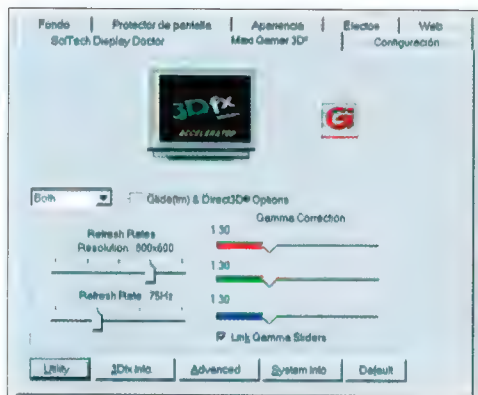 Fondo Protector de pantalla Apariencia Efectos Web
SciTech Display Doctor Maxi Gamer 3D² Configuración
3Dfx
ACCELERATED
Gi
Both Glide(tm) & Direct3D® Options
Gamma Correction
Refresh Rates
Resolution 800x600
1.30
1.30
Refresh Rate 75Hz
1.30
Link Gamma Sliders
Utility 3Dfx Info Advanced System Info Default